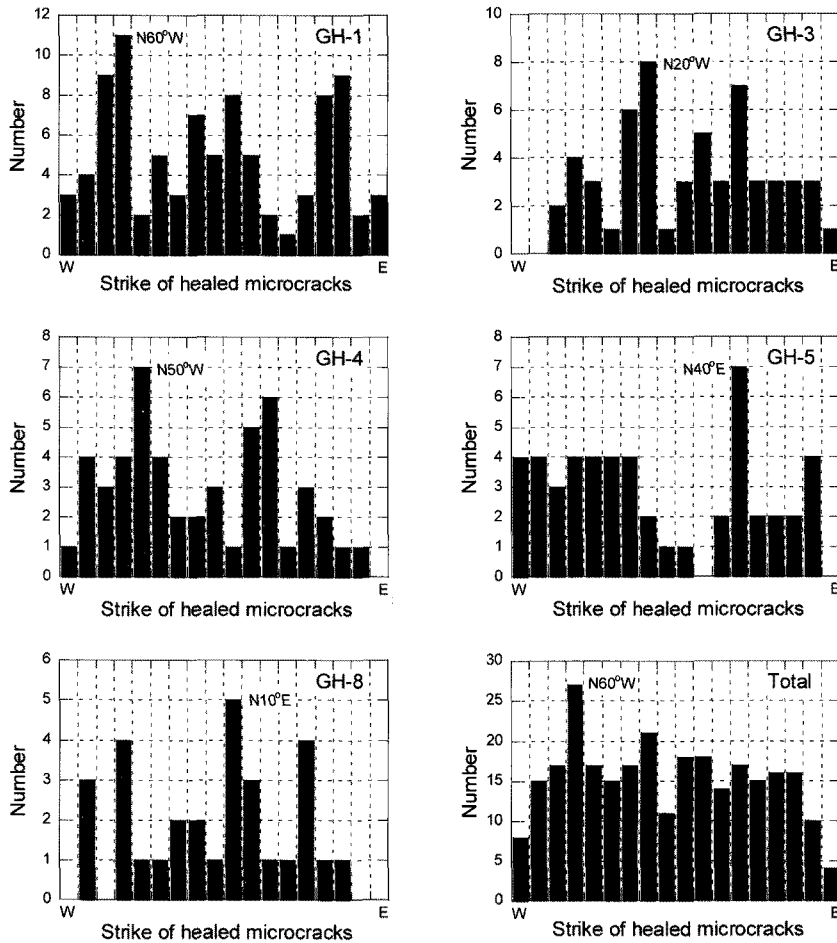 12
10
8
6
4
2
0
Number
N60°W
GH-1
W
E
Strike of healed microcracks
10
8
6
4
2
0
Number
N20°W
GH-3
W
E
Strike of healed microcracks
8
7
6
5
4
3
2
1
0
Number
N50°W
GH-4
W
E
Strike of healed microcracks
8
7
6
5
4
3
2
1
0
Number
N40°E
GH-5
W
E
Strike of healed microcracks
6
5
4
3
2
1
0
Number
N10°E
GH-8
W
E
Strike of healed microcracks
30
25
20
15
10
5
0
Number
N60°W
Total
W
E
Strike of healed microcracks